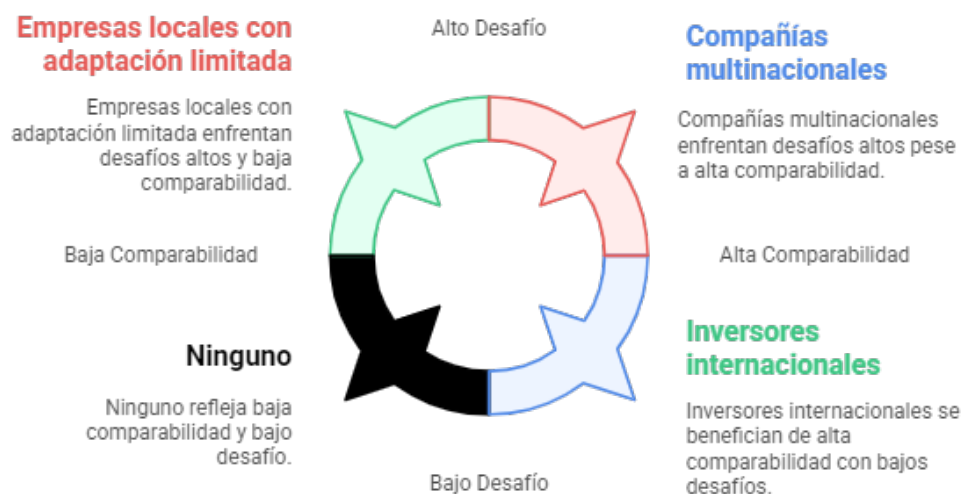 Empresas locales con
adaptación limitada
Empresas locales con
adaptación limitada enfrentan
desafíos altos y baja
comparabilidad.
Alto Desafío
Compañías
multinacionales
Compañías multinacionales
enfrentan desafíos altos pese
a alta comparabilidad.
Baja Comparabilidad
Alta Comparabilidad
Ninguno
Ninguno refleja baja
comparabilidad y bajo
desafío.
Bajo Desafío
Inversores
internacionales
Inversores internacionales se
benefician de alta
comparabilidad con bajos
desafíos.